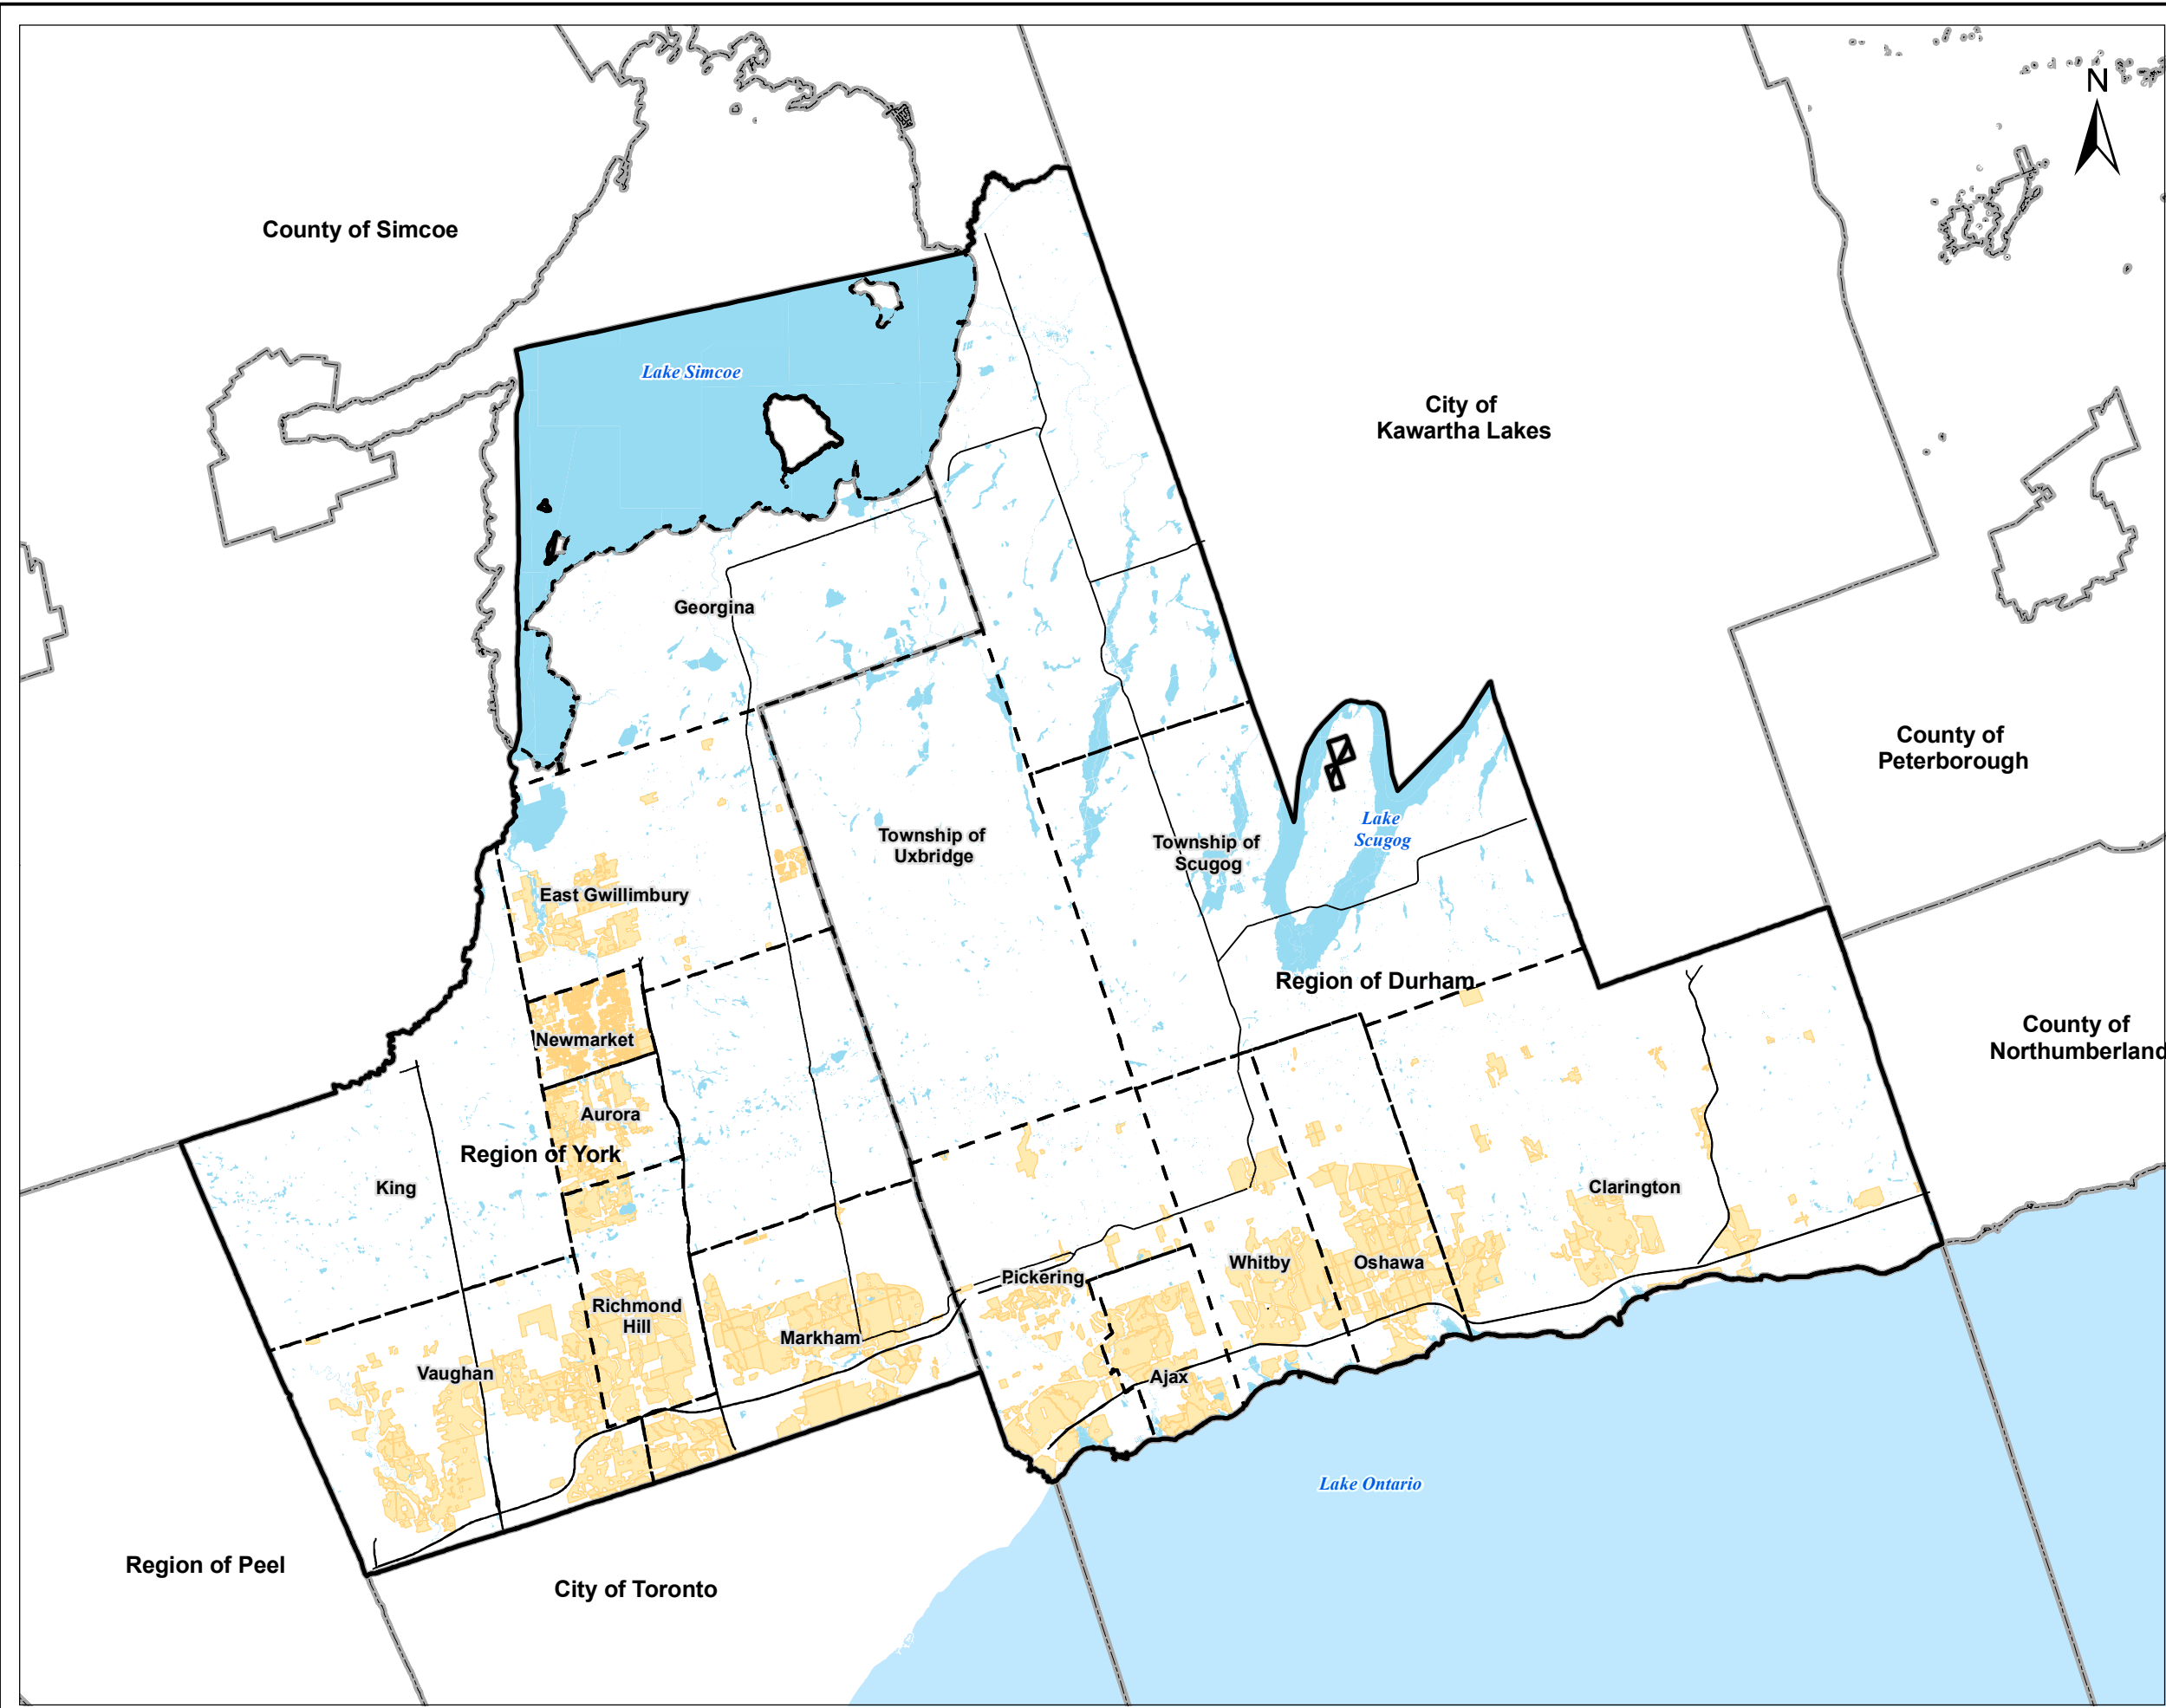 N
County of Simcoe
Lake Simcoe
City of
Kawartha Lakes
Georgina
County of
Peterborough
Lake
Scugog
Township of
Uxbridge
Township of
Scugog
East Gwillimbury
Region of Durham
Newmarket
County of
Northumberland
Aurora
Region of York
King
Clarington
Whitby
Oshawa
Pickering
Richmond
Hill
Markham
Vaughan
Ajax
Lake Ontario
Region of Peel
City of Toronto